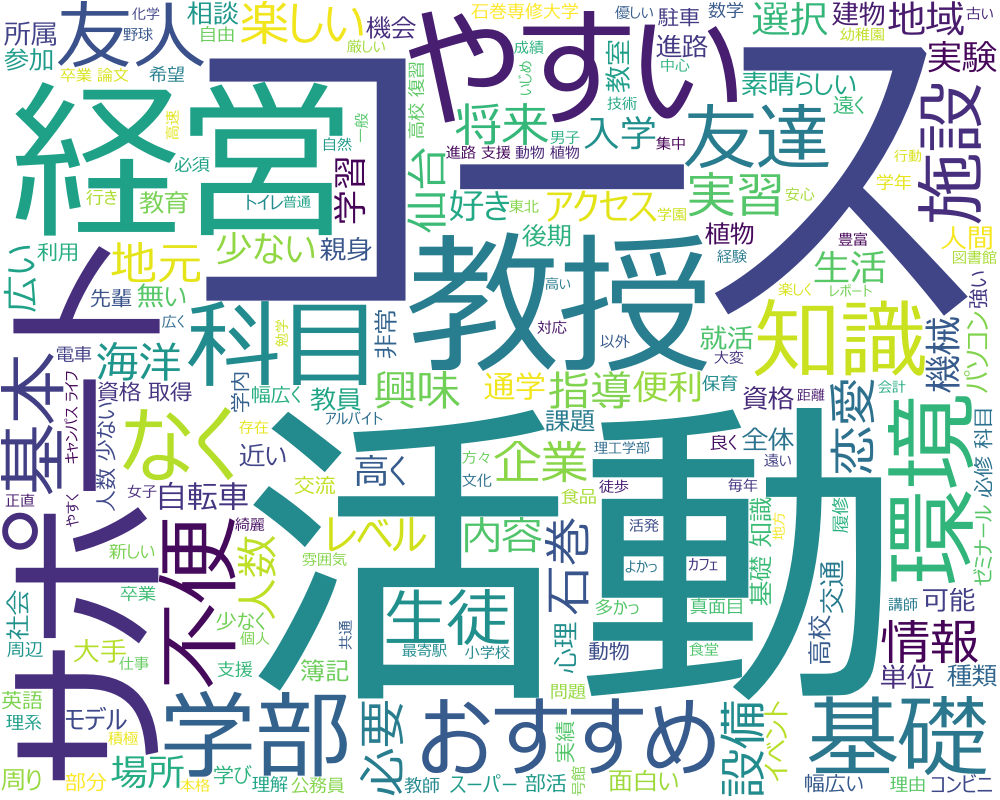 所属
友人
相談
自由
楽しい
機会
石巻専修大学
駐車
優しい
数学
選択
建物
地域
古い
化学
野球
厳しい
参加
卒業 論文
希望
コース
やすい
成績
いじめ
教室
進路
中心
幼稚園
素晴らしい
実験
遠く
経営
高速
自然
一般
高校 復習
将来
技術
男子
入学
進路 支援
動物 植物
集中
友達
施設
行動
必須
行き
教育
トイレ
普通
学習
仙台
好き
東北
アクセス
学園
実習
安心
学年
広い
利用
地元
少ない
親身
後期
植物
経験
生活
豊富
人間
図書館
先輩
無い
広く
科目
勉学
非常
教授
高い
対応
以外
就活
大変
知識
楽しく
レポート
強い
サポート
基本
電車
海洋
資格 取得
学内
幅広く
教員
興味
通学
指導
便利
保育
機械
パソコン
会計
キャンパス ライフ
人数 少ない
なく
存在
近い
アルバイト
高く
方々
課題
企業
理工学部
資格
距離
良く
全体
恋愛
環境
必修 科目
正直
女子
やすく
自転車
綺麗
交流
レベル
文化
食品
内容
徒歩
遠い
毎年
活動
活発
カフェ
よかっ
地方
基礎 知識
履修
ゼミナール
新しい
不便
人数
雰囲気
石巻
多かっ
真面目
講師
可能
社会
卒業
少なく
個人
共通
生徒
最寄駅
小学校
心理
動物
食堂
高校
交通
情報
周辺
大手
仕事
支援
簿記
問題
単位
種類
英語
理系
モデル
積極
学部
必要
おすすめ
実績
設備
イベント
基礎
周り
部分
場所
本格
学び
理解
公務員
教師
スーパー
部活
号館
面白い
幅広い
理由
コンビニ